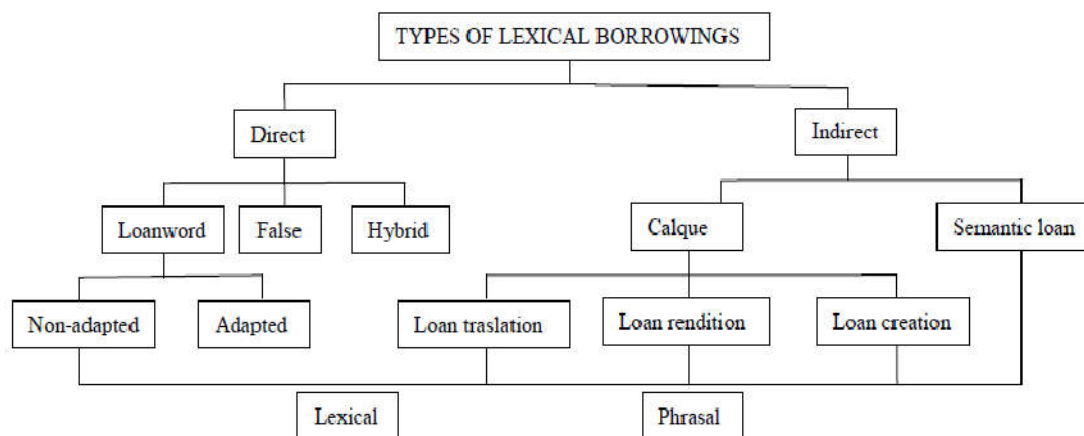 TYPES OF LEXICAL BORROWINGS
Direct
Indirect
Loanword
False
Hybrid
Calque
Semantic loan
Non-adapted
Adapted
Loan traslation
Loan rendition
Loan creation
Lexical
Phrasal